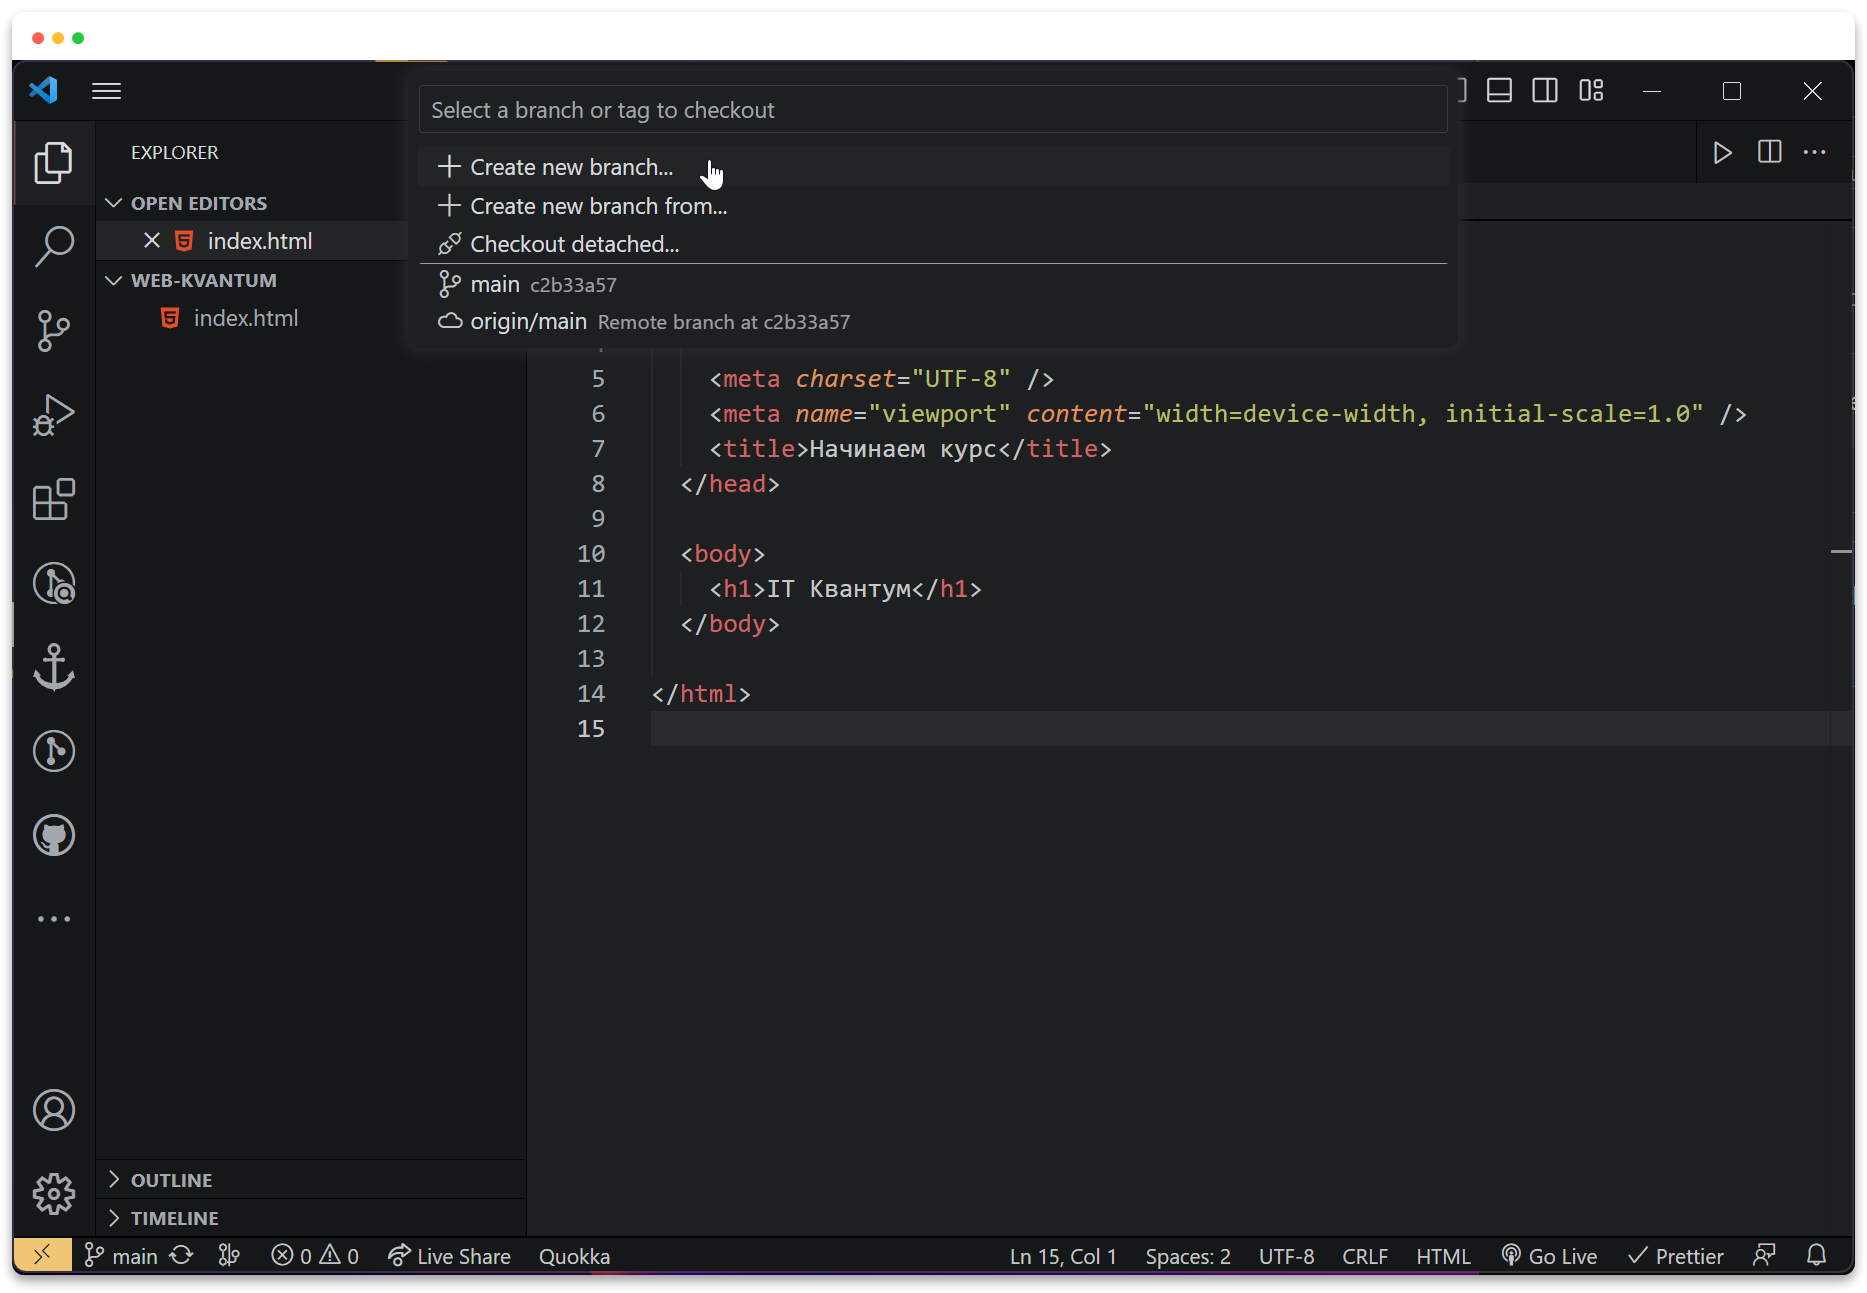 Select a branch or tag to checkout
Create new branch...
Create new branch from...
Checkout detached...
main c2b33a57
origin/main Remote branch at c2b33a57
EXPLORER
OPEN EDITORS
index.html
WEB-KVANTUM
index.html
5 <meta charset="UTF-8" />
6 <meta name="viewport" content="width=device-width, initial-scale=1.0" />
7 <title>Начинаем курс</title>
8 </head>
9
10 <body>
11 <h1>IT Квантум</h1>
12 </body>
13
14 </html>
15
OUTLINE
TIMELINE
main 0 0 Live Share Quokka Ln 15, Col 1 Spaces: 2 UTF-8 CRLF HTML Go Live Prettier